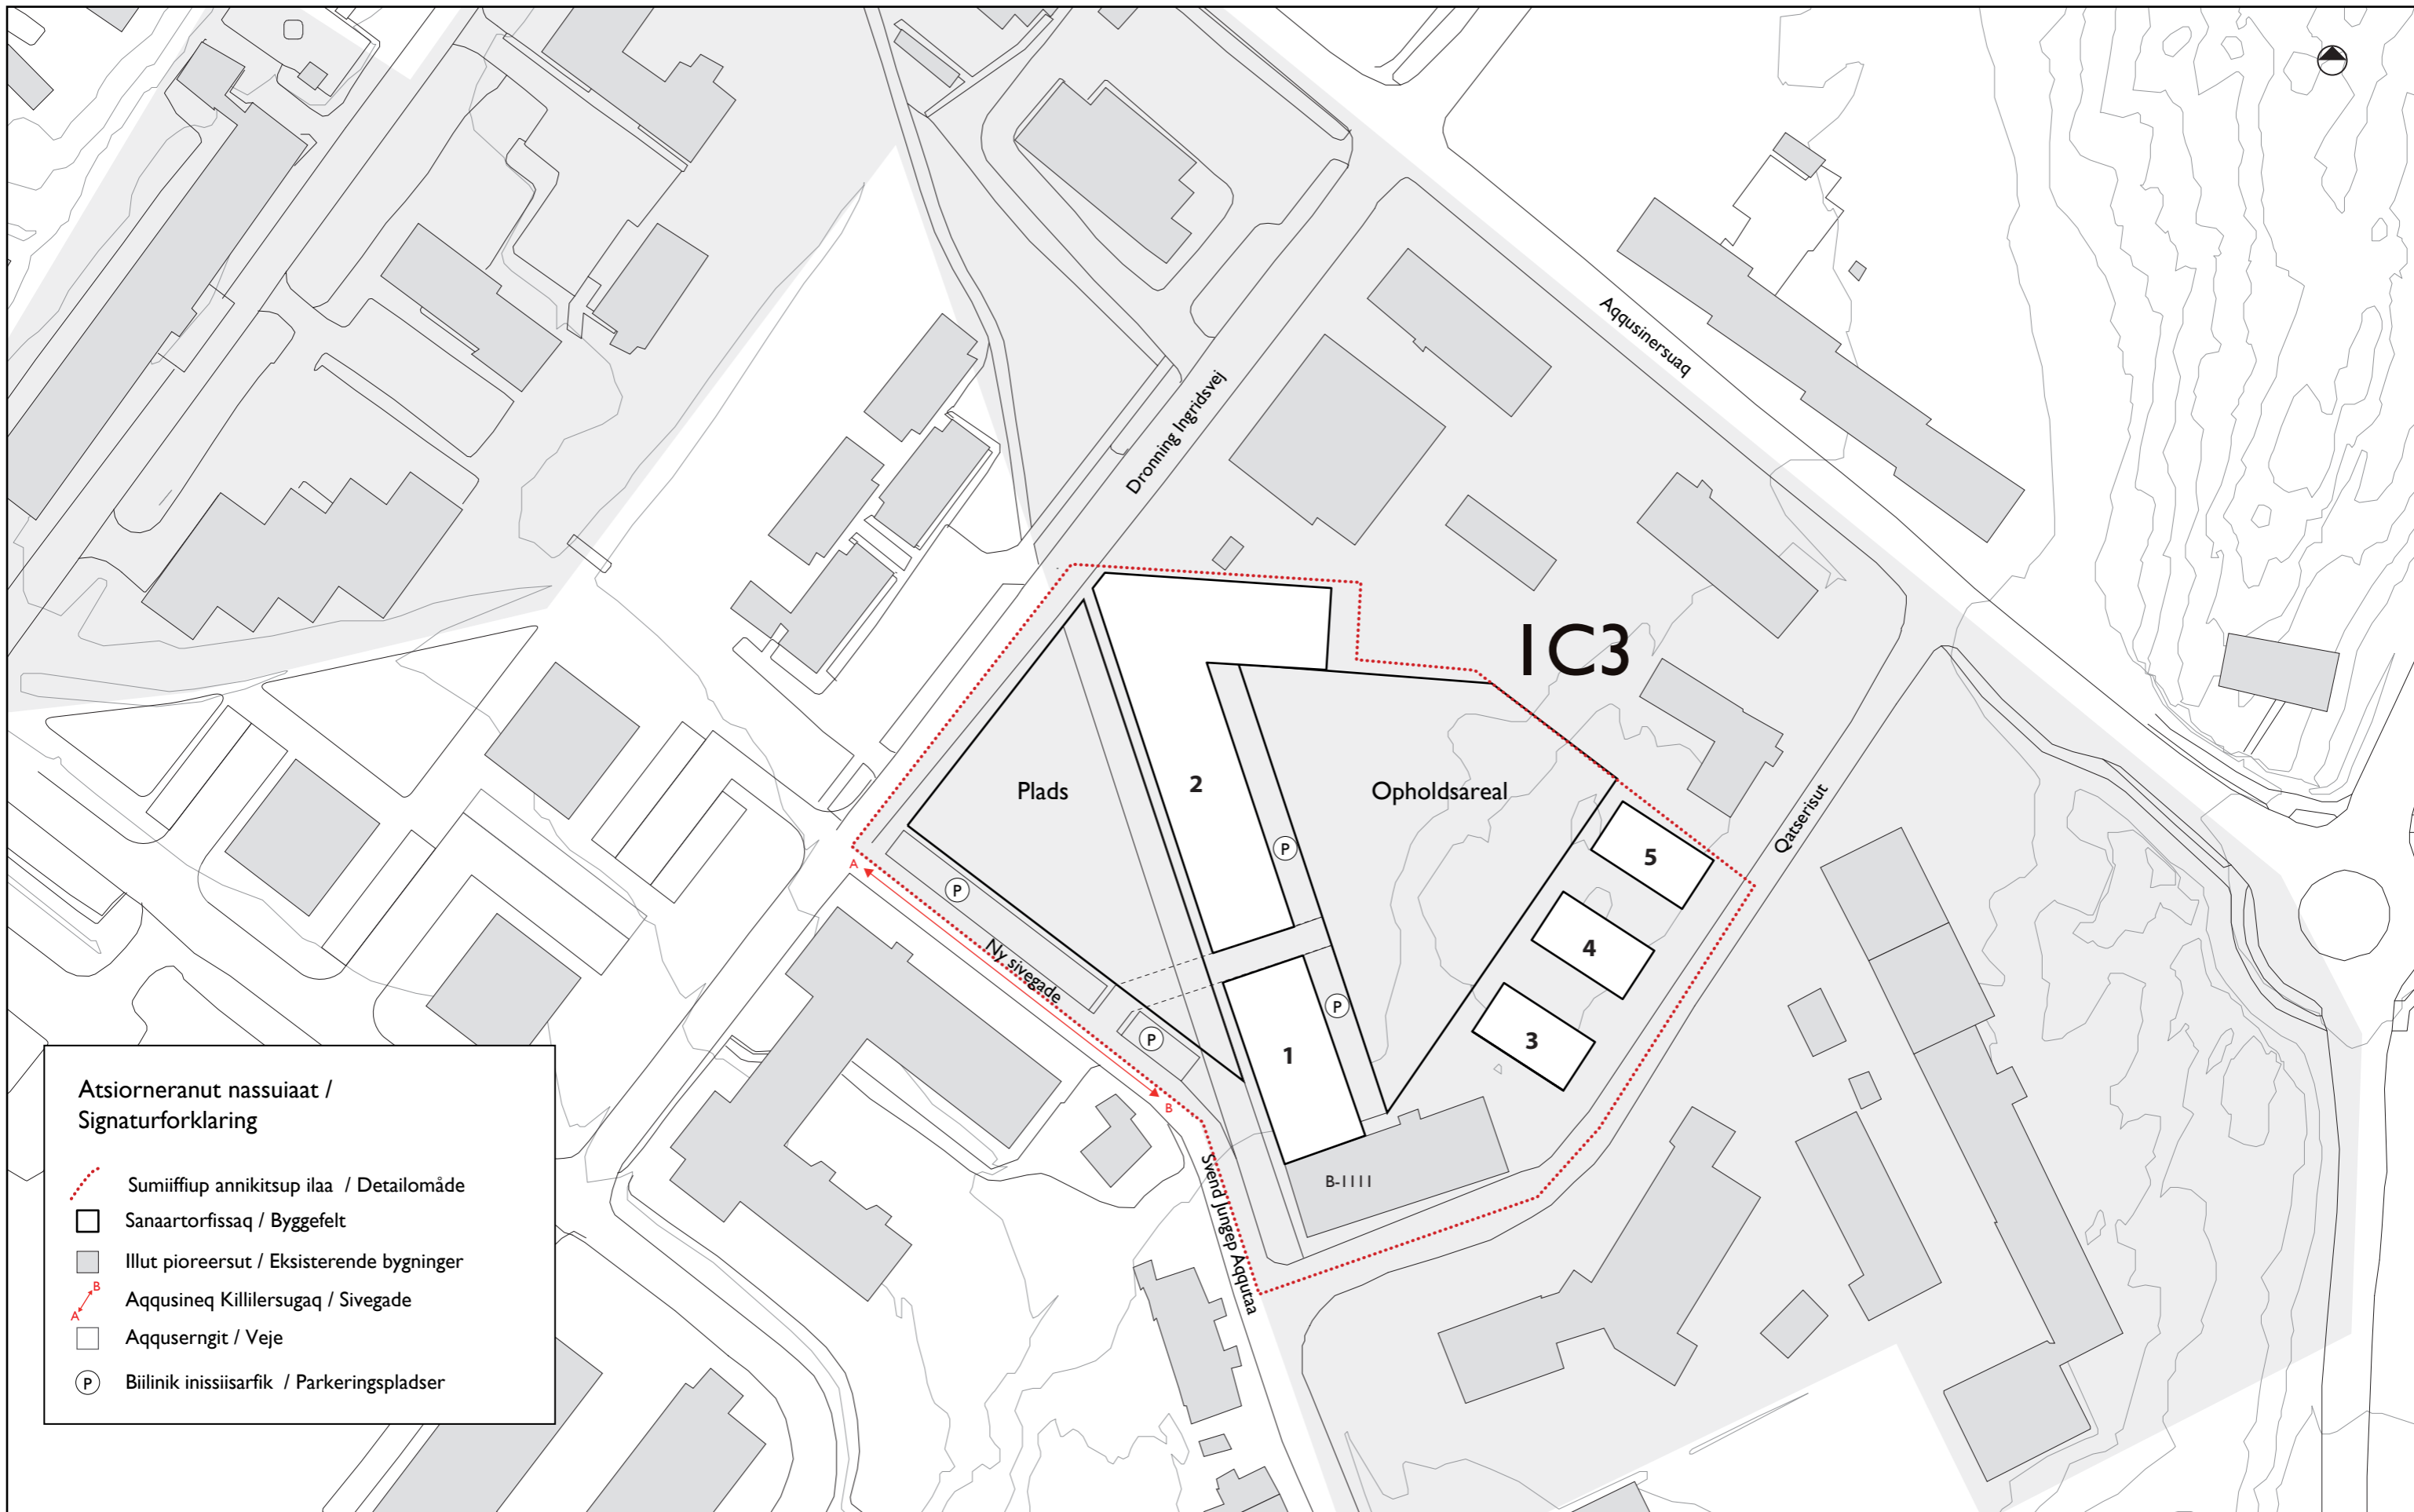 Aqqusinersuaq
Dronning Ingridsvej
1C3
Plads
2
Opholdsareal
Qatserisut
P
5
A
P
4
Ny sivegade
P
3
P
1
B
Svend Jungep Aqqutaa
B-1111
Atsiorneranut nassuiaat /
Signaturforklaring
Sumiiffiup annikitsup ilaa / Detailområde
Sanaartorfissaq / Byggefelt
Illut pioreersut / Eksisterende bygninger
B
A
Aqqusineq Killilersugaq / Sivegade
Aqquserngit / Veje
P
Biilinik inissiisarfik / Parkeringspladser